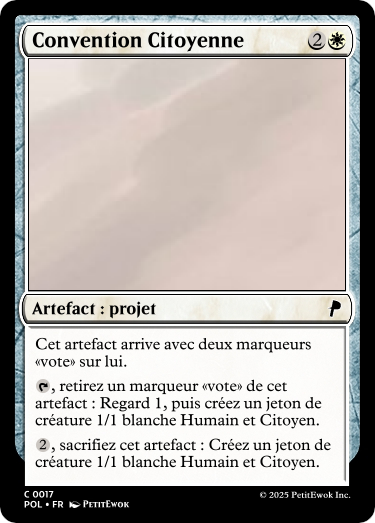 Convention Citoyenne 2
Artefact : projet
Cet artefact arrive avec deux marqueurs
«vote» sur lui.
, retirez un marqueur «vote» de cet
artefact : Regard 1, puis créez un jeton de
créature 1/1 blanche Humain et Citoyen.
2, sacrifiez cet artefact : Créez un jeton de
créature 1/1 blanche Humain et Citoyen.
C 0017
POL • FR PetitEwok
© 2025 PetitEwok Inc.